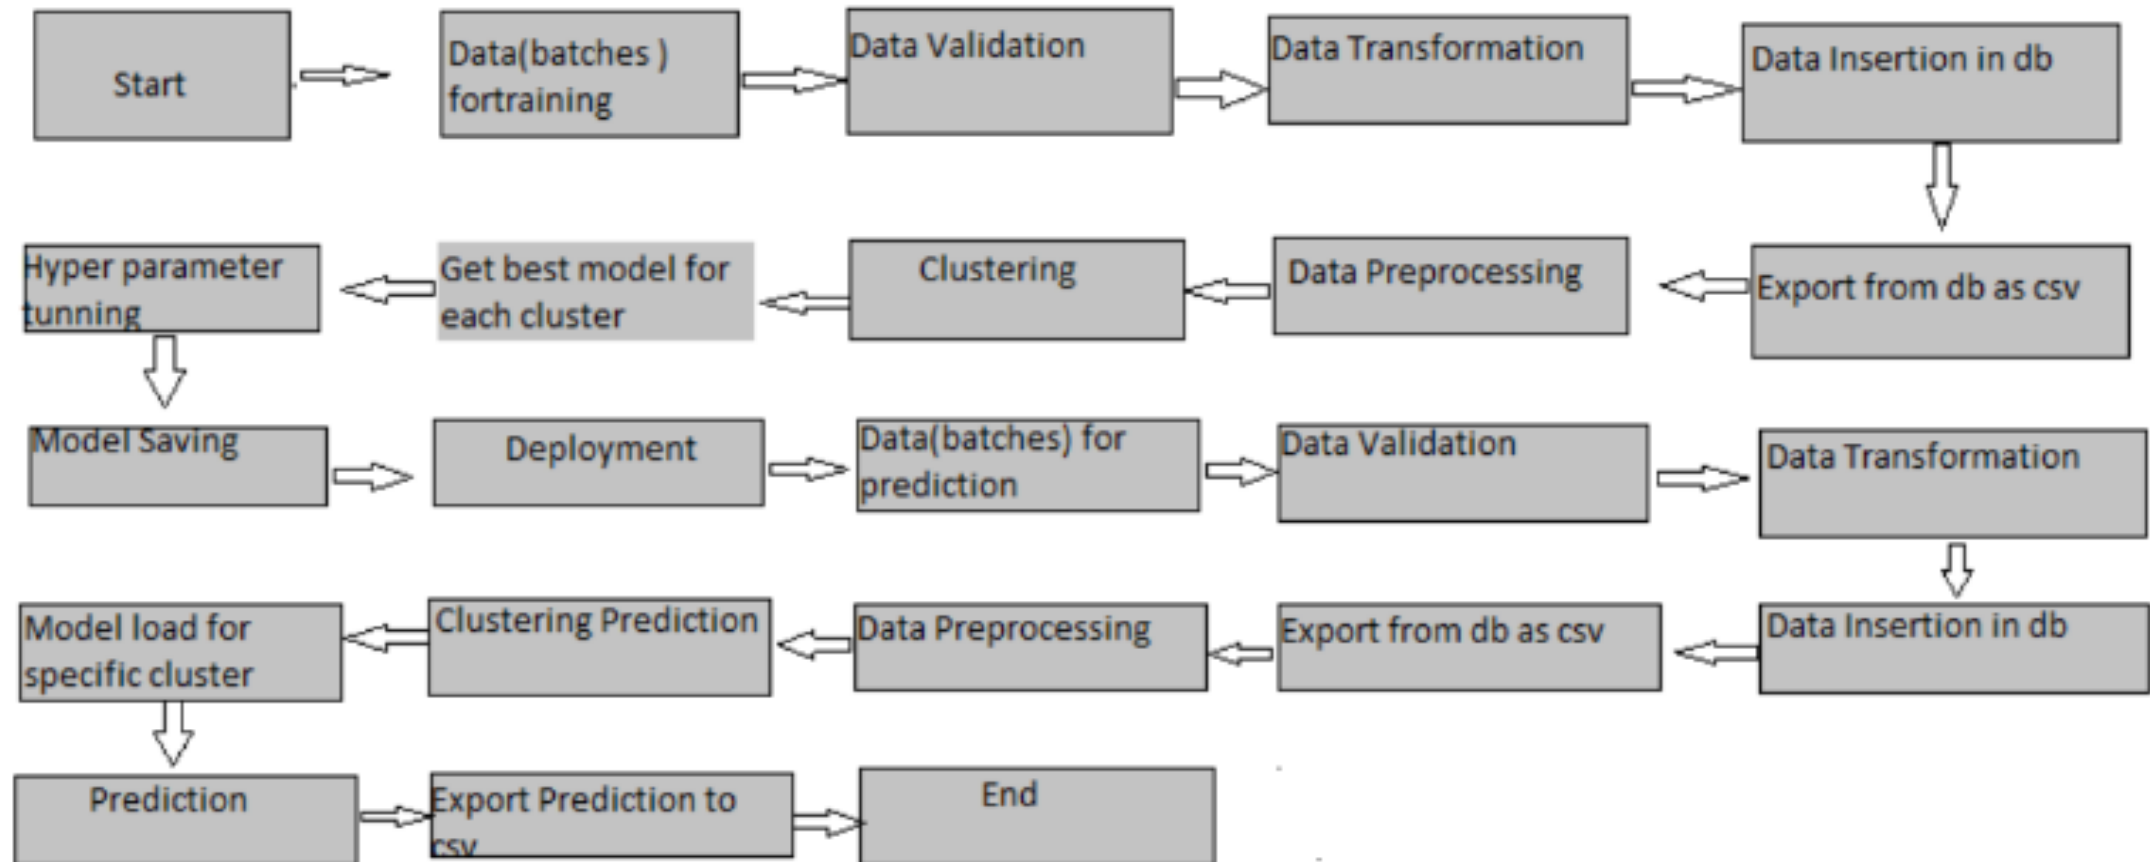 Start
Data(batches )
fortraining
Data Validation
Data Transformation
Data Insertion in db
Export from db as csv
Data Preprocessing
Clustering
Get best model for
each cluster
Hyper parameter
tunning
Model Saving
Deployment
Data(batches) for
prediction
Data Validation
Data Transformation
Data Insertion in db
Export from db as csv
Data Preprocessing
Clustering Prediction
Model load for
specific cluster
Prediction
Export Prediction to
csv
End